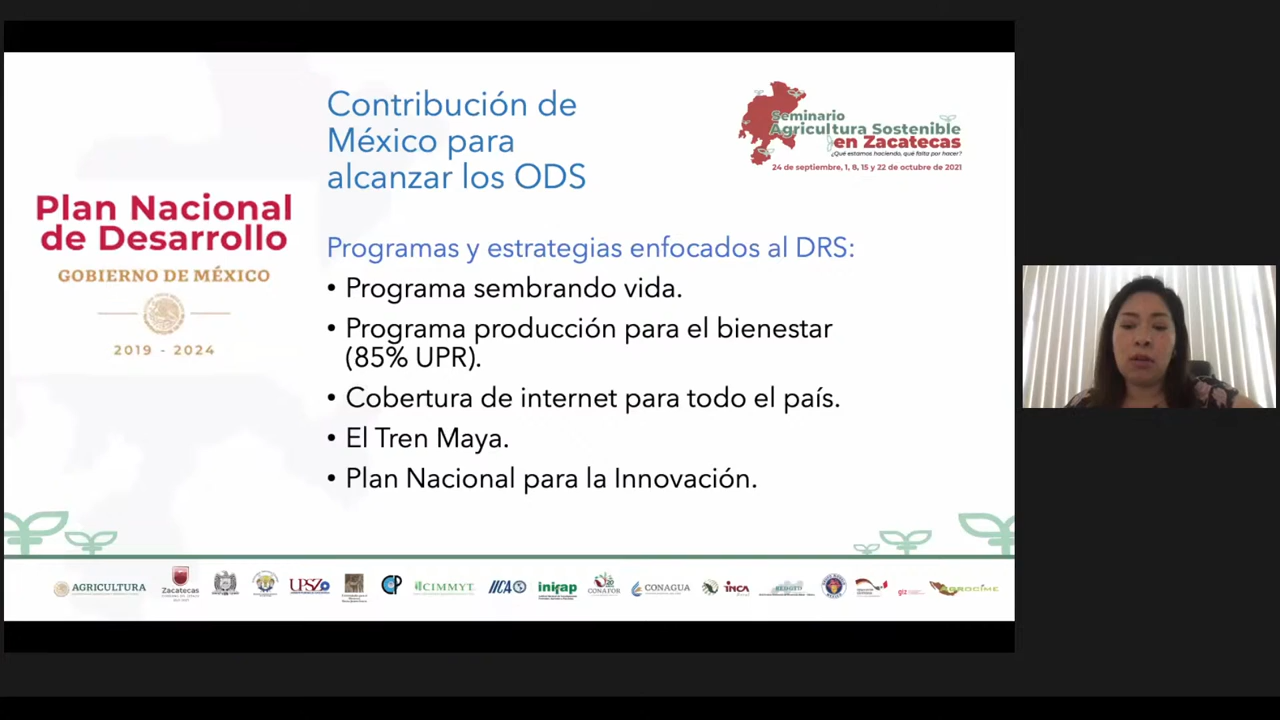 Contribución de
México para
alcanzar los ODS
Seminario
Agricultura Sostenible
en Zacatecas
¿Qué estamos haciendo, qué falta por hacer?
24 de septiembre, 1, 8, 15 y 22 de octubre de 2021
Plan Nacional
de Desarrollo
GOBIERNO DE MÉXICO
2019 - 2024
Programas y estrategias enfocados al DRS:
• Programa sembrando vida.
• Programa producción para el bienestar
(85% UPR).
• Cobertura de internet para todo el país.
• El Tren Maya.
• Plan Nacional para la Innovación.
AGRICULTURA
Zacatecas
UPSZ
CP
CIMMYT
IICA
inifap
CONAFOR
CONAGUA
INCA
giz